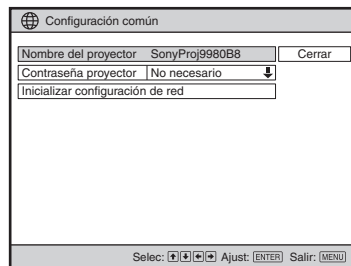 Configuración común
Nombre del proyector SonyProj9980B8 Cerrar
Contraseña proyector No necesario
Inicializar configuración de red
Selec: Ajust: ENTER Salir: MENU